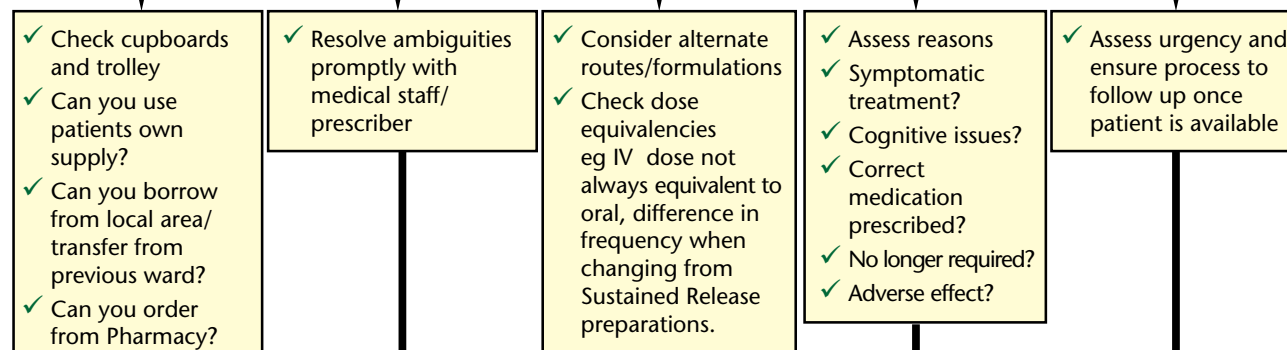 ✓ Check cupboards
and trolley
✓ Can you use
patients own
supply?
✓ Can you borrow
from local area/
transfer from
previous ward?
✓ Can you order
from Pharmacy?
✓ Resolve ambiguities
promptly with
medical staff/
prescriber
✓ Consider alternate
routes/formulations
✓ Check dose
equivalencies
eg IV dose not
always equivalent to
oral, difference in
frequency when
changing from
Sustained Release
preparations.
✓ Assess reasons
✓ Symptomatic
treatment?
✓ Cognitive issues?
✓ Correct
medication
prescribed?
✓ No longer required?
✓ Adverse effect?
✓ Assess urgency and
ensure process to
follow up once
patient is available